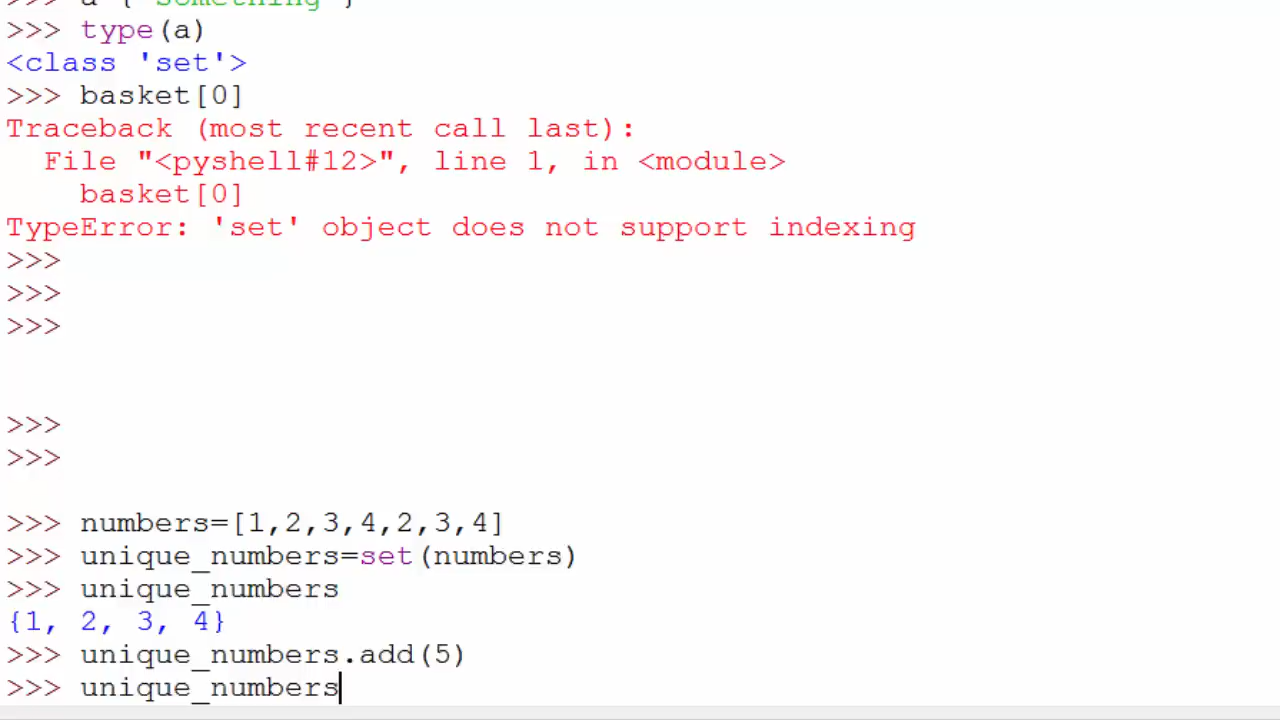 >>> a {"Something"}
>>> type(a)
<class 'set'>
>>> basket[0]
Traceback (most recent call last):
  File "<pyshell#12>", line 1, in <module>
    basket[0]
TypeError: 'set' object does not support indexing
>>>
>>>
>>>
>>>
>>>
>>> numbers=[1,2,3,4,2,3,4]
>>> unique_numbers=set(numbers)
>>> unique_numbers
{1, 2, 3, 4}
>>> unique_numbers.add(5)
>>> unique_numbers